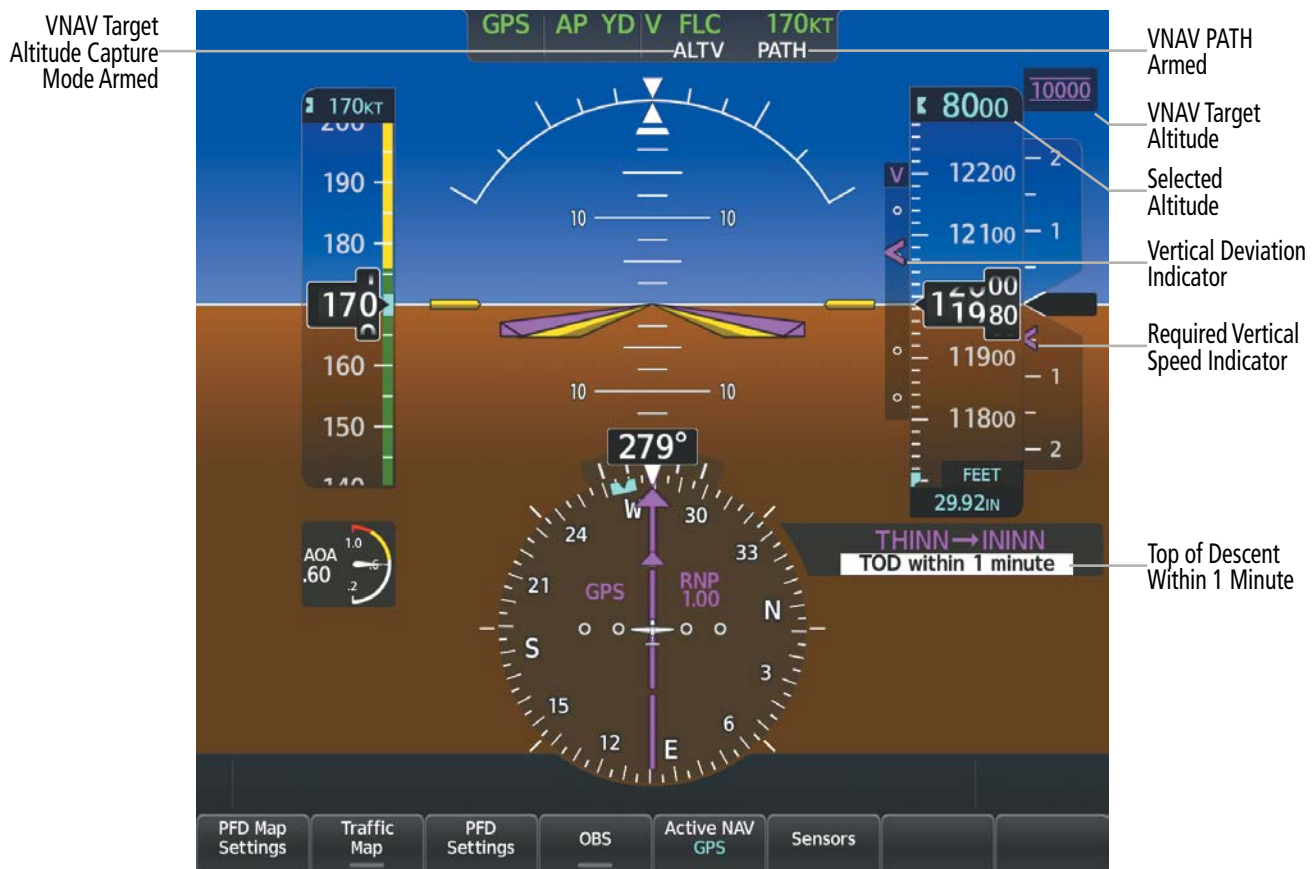 VNAV Target
Altitude Capture
Mode Armed
GPS AP YD V FLC 170KT
ALTV PATH
VNAV PATH
Armed
VNAV Target
Altitude
Selected
Altitude
Vertical Deviation
Indicator
Required Vertical
Speed Indicator
Top of Descent
Within 1 Minute
170KT
200
190
180
170
160
150
140
10 10
10 10
8000
10000
V
12200
12100
11900
11800
2
1
1
2
FEET
29.92IN
279°
AOA
.60
1.0
.2
THINN→ININN
TOD within 1 minute
W
30
33
N
3
6
E
12
15
S
21
24
GPS
RNP
1.00
PFD Map
Settings
Traffic
Map
PFD
Settings
OBS
Active NAV
GPS
Sensors